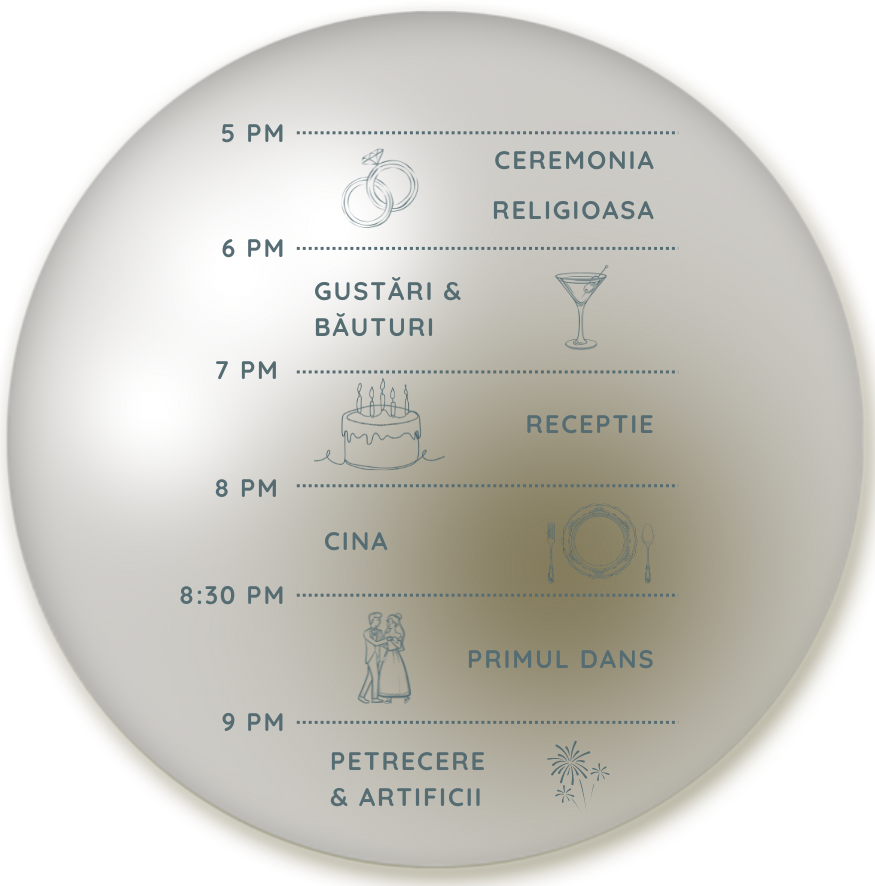 5 PM
CEREMONIA
RELIGIOASA
6 PM
GUSTĂRI &
BĂUTURI
7 PM
RECEPTIE
8 PM
CINA
8:30 PM
PRIMUL DANS
9 PM
PETRECERE
& ARTIFICII